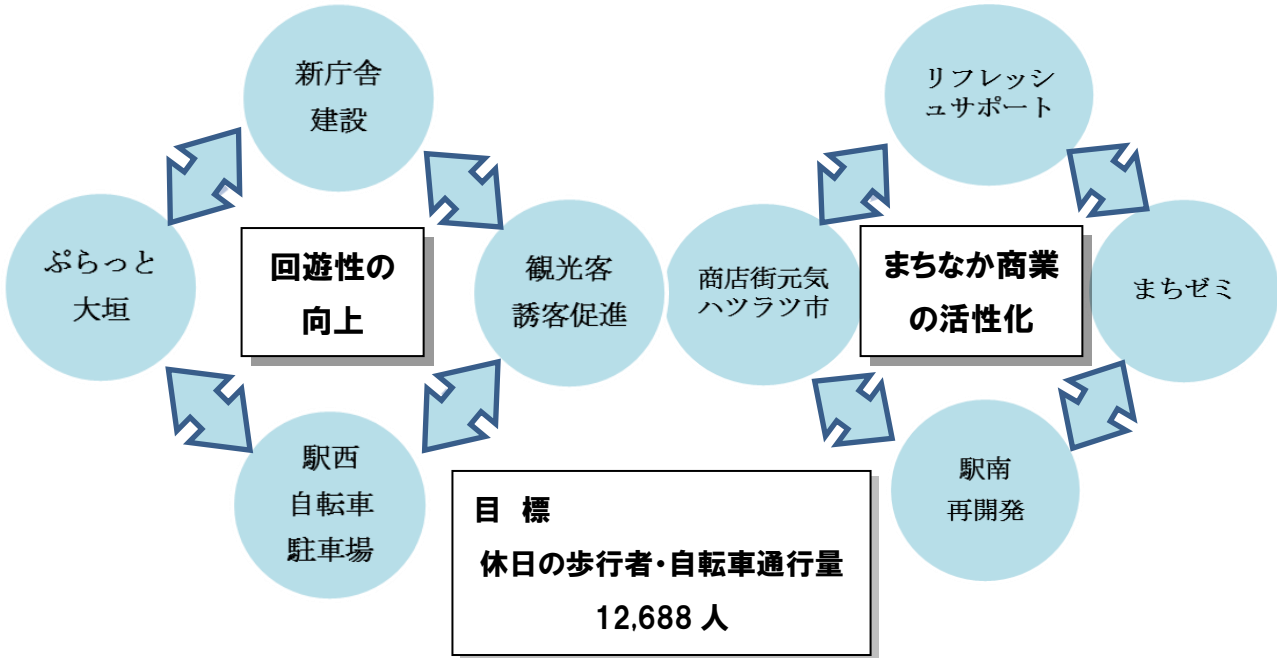 新庁舎
建設
ぷらっと
大垣
回遊性の
向上
観光客
誘客促進
駅西
自転車
駐車場
リフレッシ
ュサポート
商店街元気
ハツラツ市
まちなか商業
の活性化
まちゼミ
駅南
再開発
目 標
休日の歩行者・自転車通行量
12,688 人